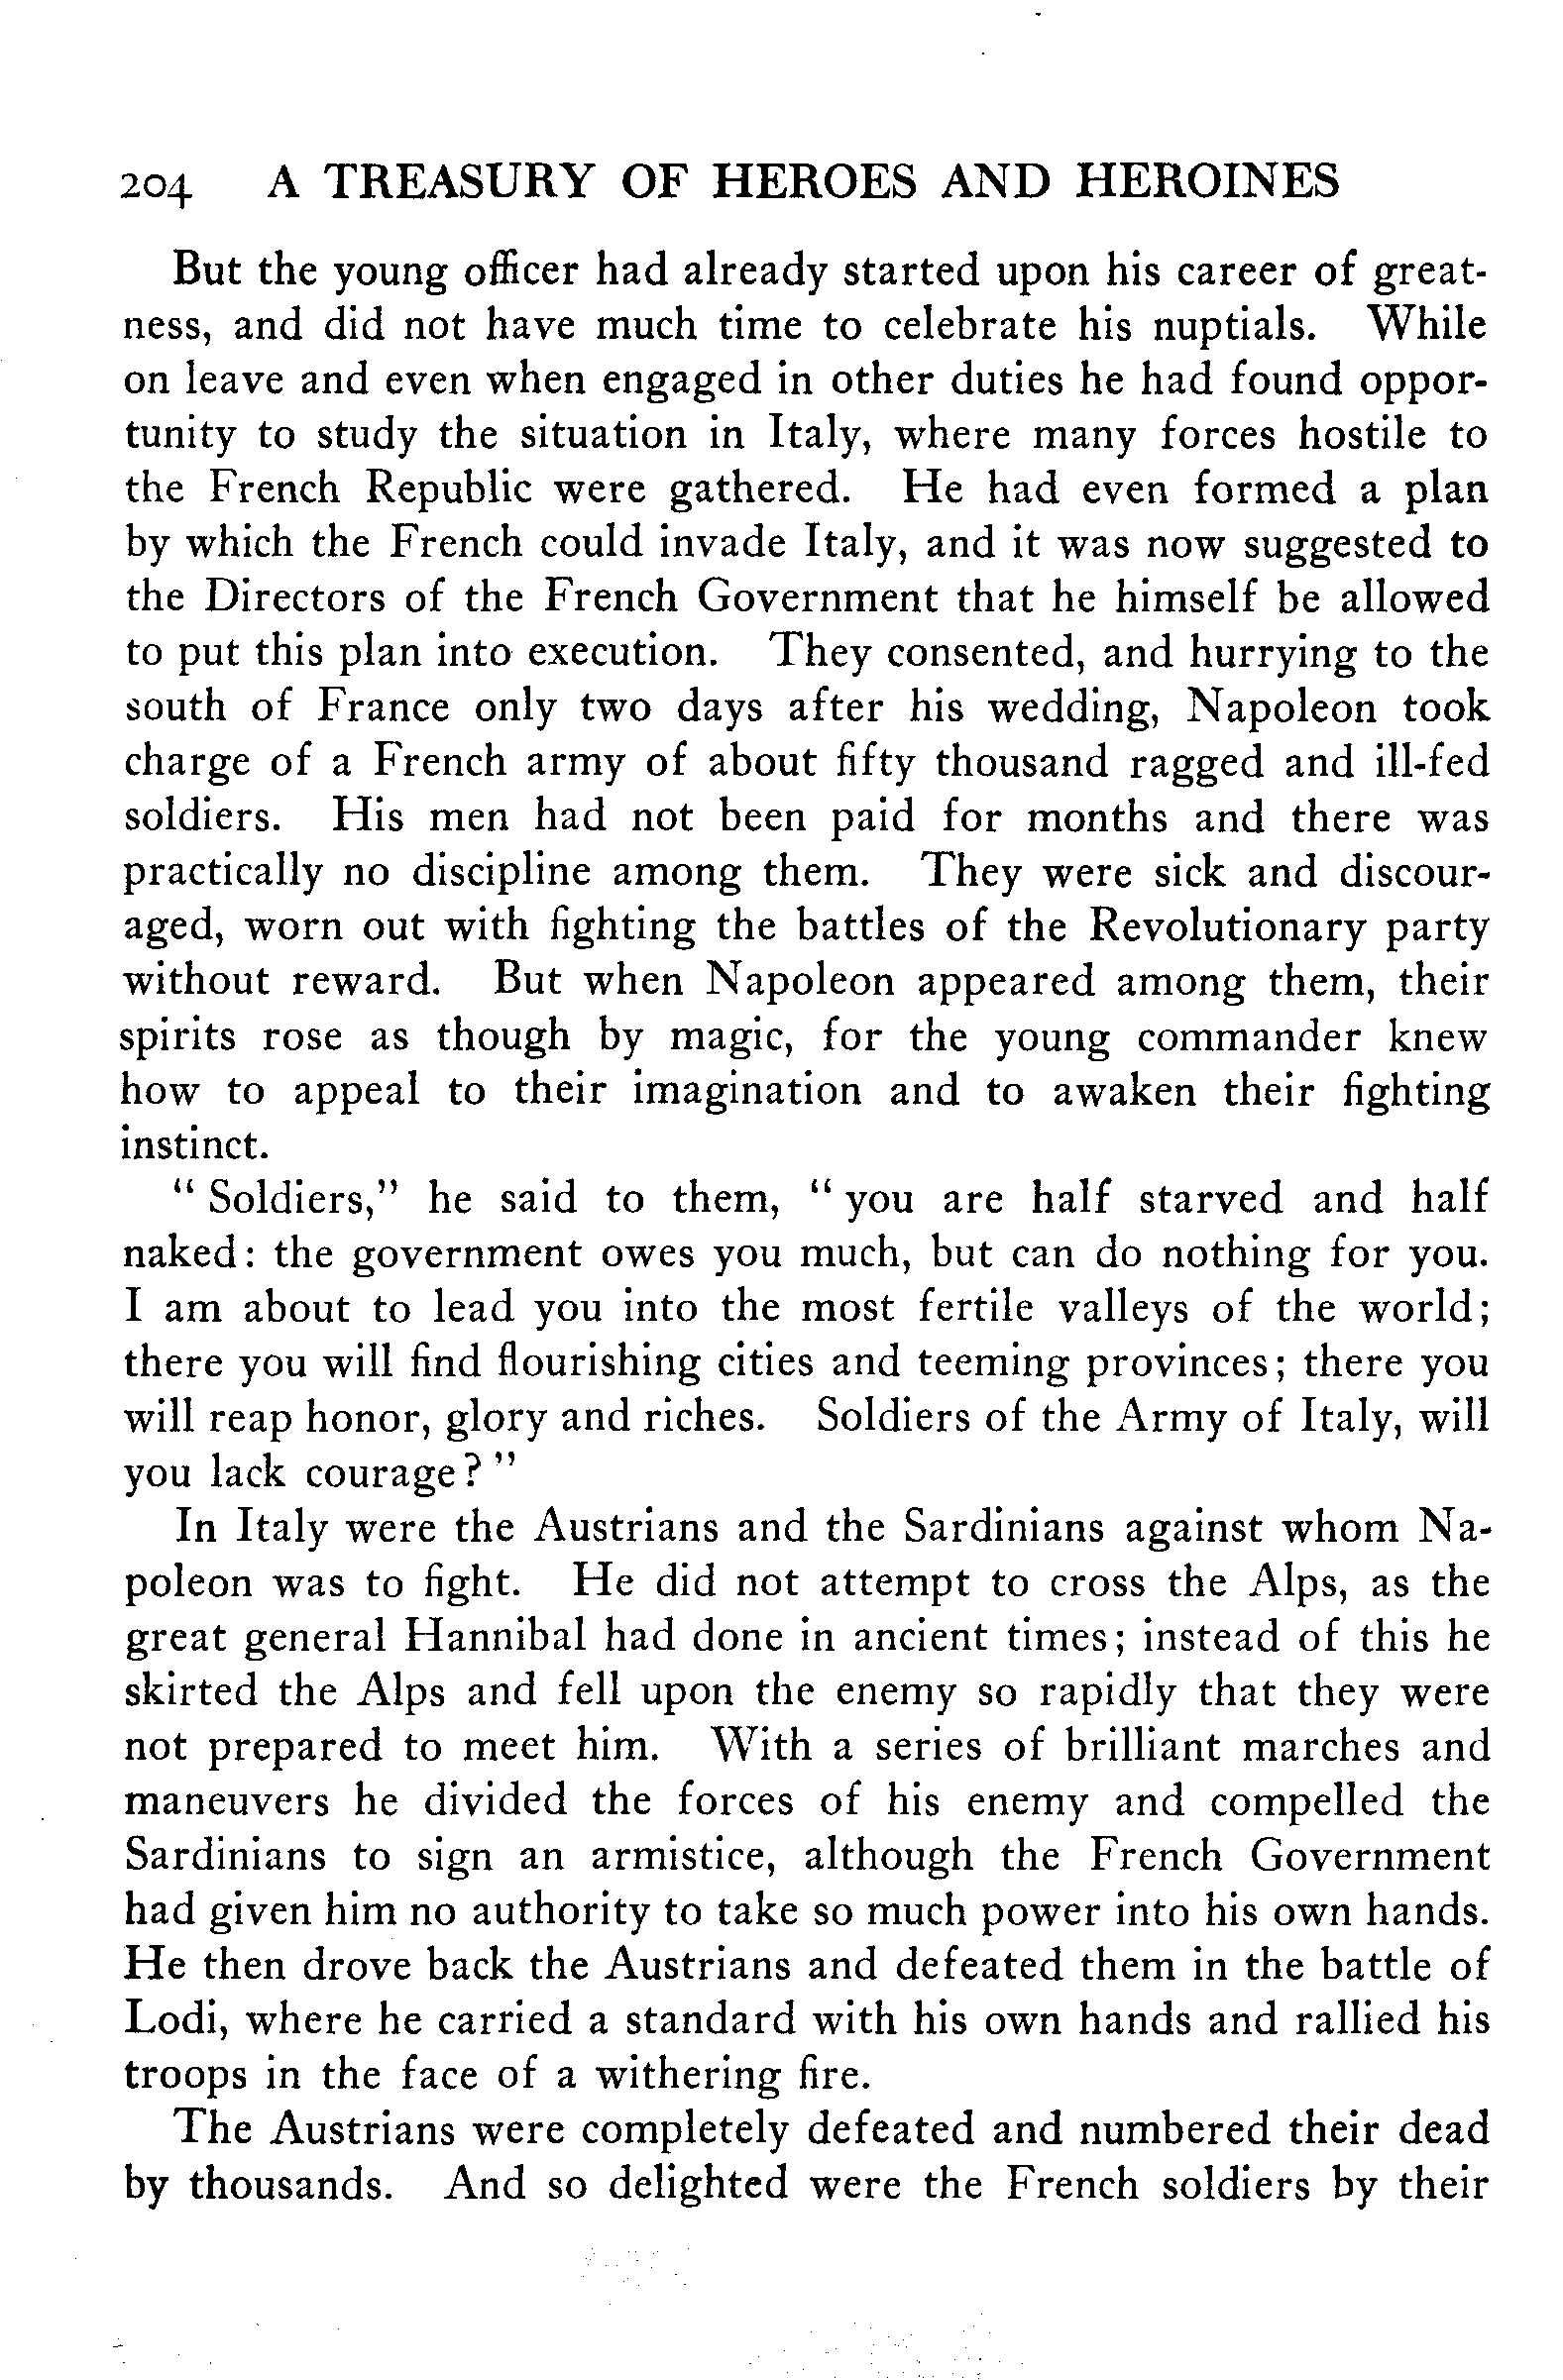 204 A TREASURY OF HEROES AND HEROINES
But the young officer had already started upon his career of great-
ness, and did not have much time to celebrate his nuptials. While
on leave and even when engaged in other duties he had found oppor-
tunity to study the situation in Italy, where many forces hostile to
the French Republic were gathered. He had even formed a plan
by which the French could invade Italy, and it was now suggested to
the Directors of the French Government that he himself be allowed
to put this plan into execution. They consented, and hurrying to the
south of France only two days after his wedding, Napoleon took
charge of a French army of about fifty thousand ragged and ill-fed
soldiers. His men had not been paid for months and there was
practically no discipline among them. They were sick and discour-
aged, worn out with fighting the battles of the Revolutionary party
without reward. But when Napoleon appeared among them, their
spirits rose as though by magic, for the young commander knew
how to appeal to their imagination and to awaken their fighting
instinct.
" Soldiers," he said to them, " you are half starved and half
naked: the government owes you much, but can do nothing for you.
I am about to lead you into the most fertile valleys of the world;
there you will find flourishing cities and teeming provinces; there you
will reap honor, glory and riches. Soldiers of the Army of Italy, will
you lack courage? "
In Italy were the Austrians and the Sardinians against whom Na-
poleon was to fight. He did not attempt to cross the Alps, as the
great general Hannibal had done in ancient times; instead of this he
skirted the Alps and fell upon the enemy so rapidly that they were
not prepared to meet him. With a series of brilliant marches and
maneuvers he divided the forces of his enemy and compelled the
Sardinians to sign an armistice, although the French Government
had given him no authority to take so much power into his own hands.
He then drove back the Austrians and defeated them in the battle of
Lodi, where he carried a standard with his own hands and rallied his
troops in the face of a withering fire.
The Austrians were completely defeated and numbered their dead
by thousands. And so delighted were the French soldiers by their